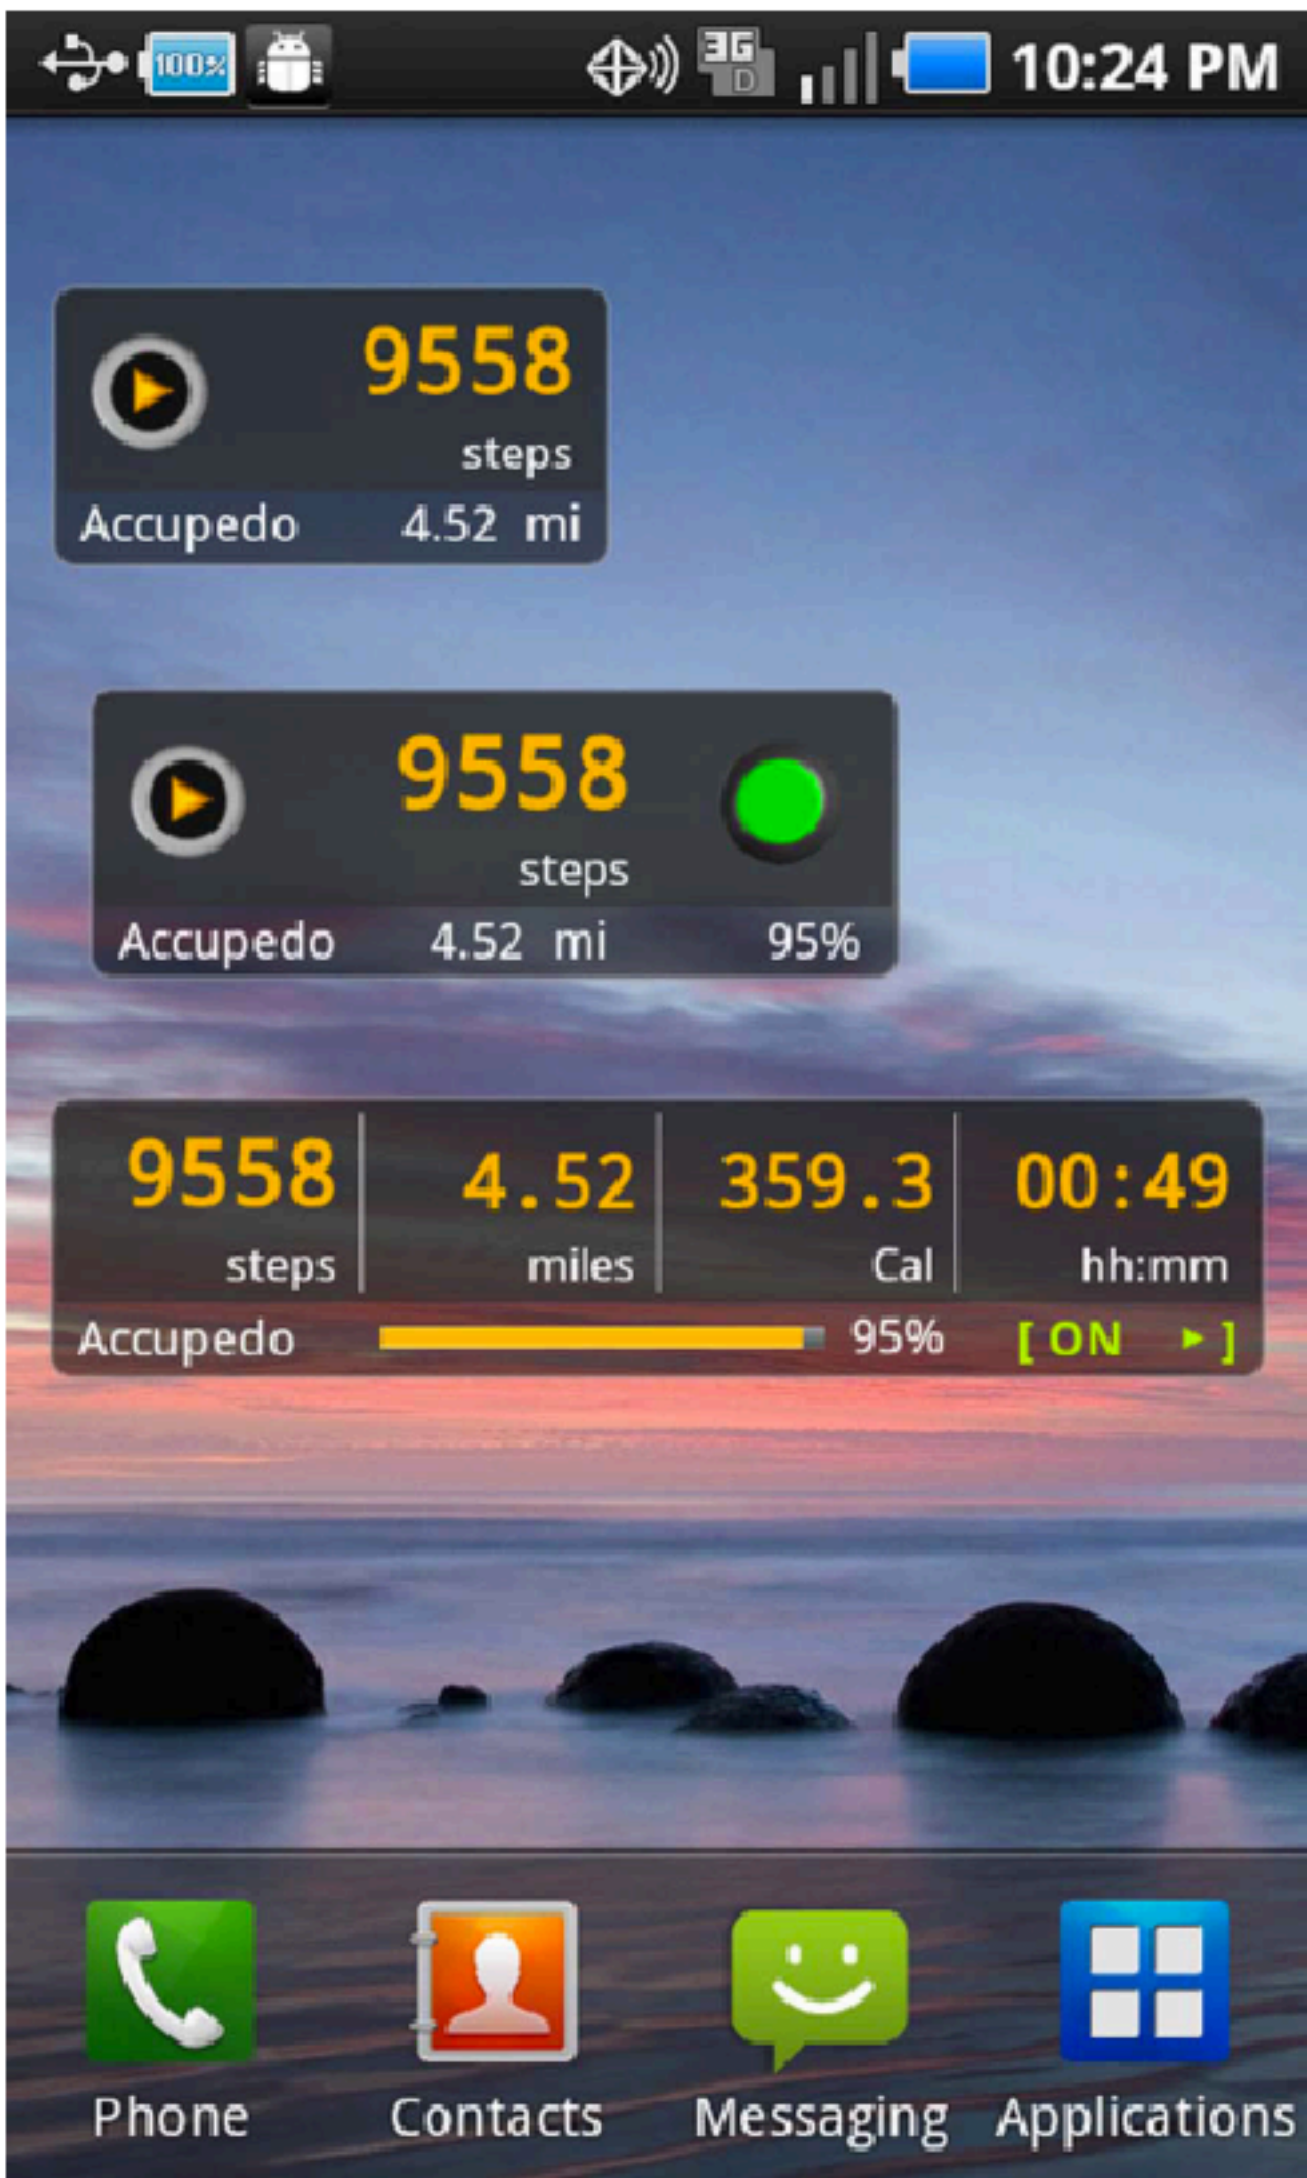 100% 3G D 10:24 PM
9558
steps
Accupedo 4.52 mi
9558
steps
Accupedo 4.52 mi 95%
9558 4.52 359.3 00:49
steps miles Cal hh:mm
Accupedo 95% [ ON ▸ ]
Phone Contacts Messaging Applications